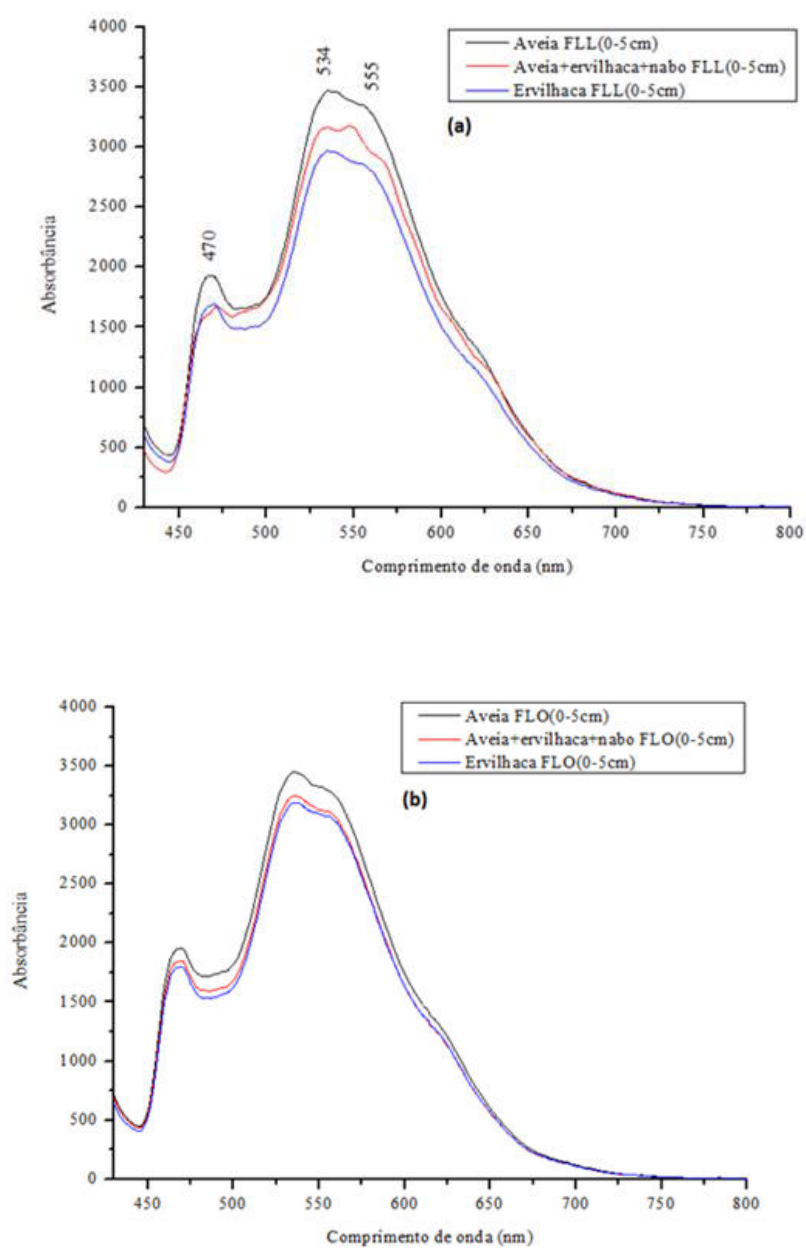 Aveia FLL(0-5cm)
Aveia+ervilhaca+nabo FLL(0-5cm)
Ervilhaca FLL(0-5cm)
(a)
534
555
470
Absorbância
4000
3500
3000
2500
2000
1500
1000
500
0
450 500 550 600 650 700 750 800
Comprimento de onda (nm)
Aveia FLO(0-5cm)
Aveia+ervilhaca+nabo FLO(0-5cm)
Ervilhaca FLO(0-5cm)
(b)
Absorbância
4000
3500
3000
2500
2000
1500
1000
500
0
450 500 550 600 650 700 750 800
Comprimento de onda (nm)